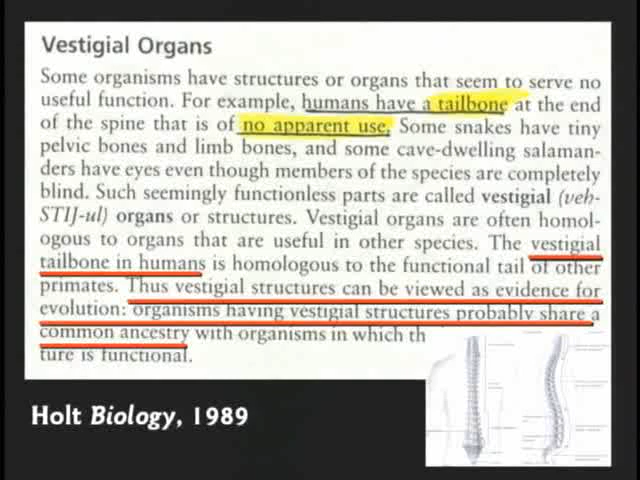 Vestigial Organs
Some organisms have structures or organs that seem to serve no
useful function. For example, humans have a tailbone at the end
of the spine that is of no apparent use. Some snakes have tiny
pelvic bones and limb bones, and some cave-dwelling salaman-
ders have eyes even though members of the species are completely
blind. Such seemingly functionless parts are called vestigial (veh-
STIJ-ul) organs or structures. Vestigial organs are often homol-
ogous to organs that are useful in other species. The vestigial
tailbone in humans is homologous to the functional tail of other
primates. Thus vestigial structures can be viewed as evidence for
evolution: organisms having vestigial structures probably share a
common ancestry with organisms in which th
ture is functional.
Holt Biology, 1989